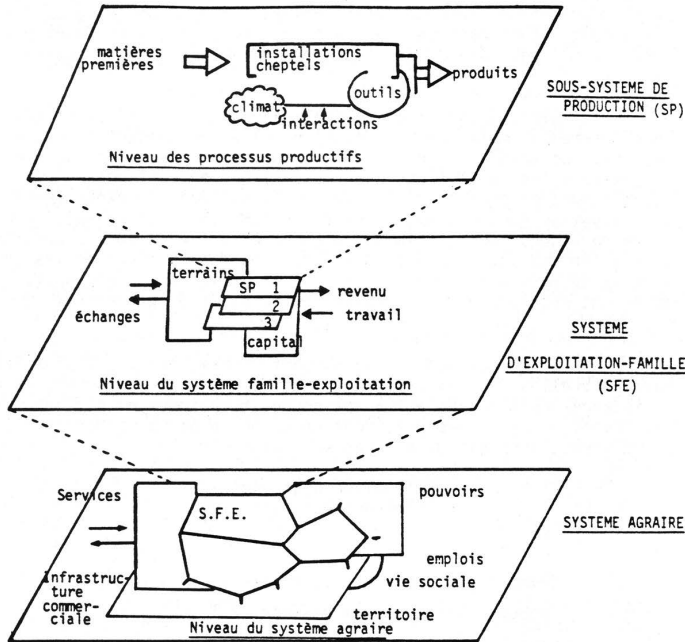 matières
premières
installations
cheptels
produits
outils
climat
interactions
Niveau des processus productifs
SOUS-SYSTEME DE
PRODUCTION (SP)
terrains
SP 1
2
3
échanges
revenu
travail
capital
Niveau du système famille-exploitation
SYSTEME
D'EXPLOITATION-FAMILLE
(SFE)
Services
S.F.E.
pouvoirs
SYSTEME AGRAIRE
emplois
vie sociale
Infrastruc-
ture
commer-
ciale
territoire
Niveau du système agraire